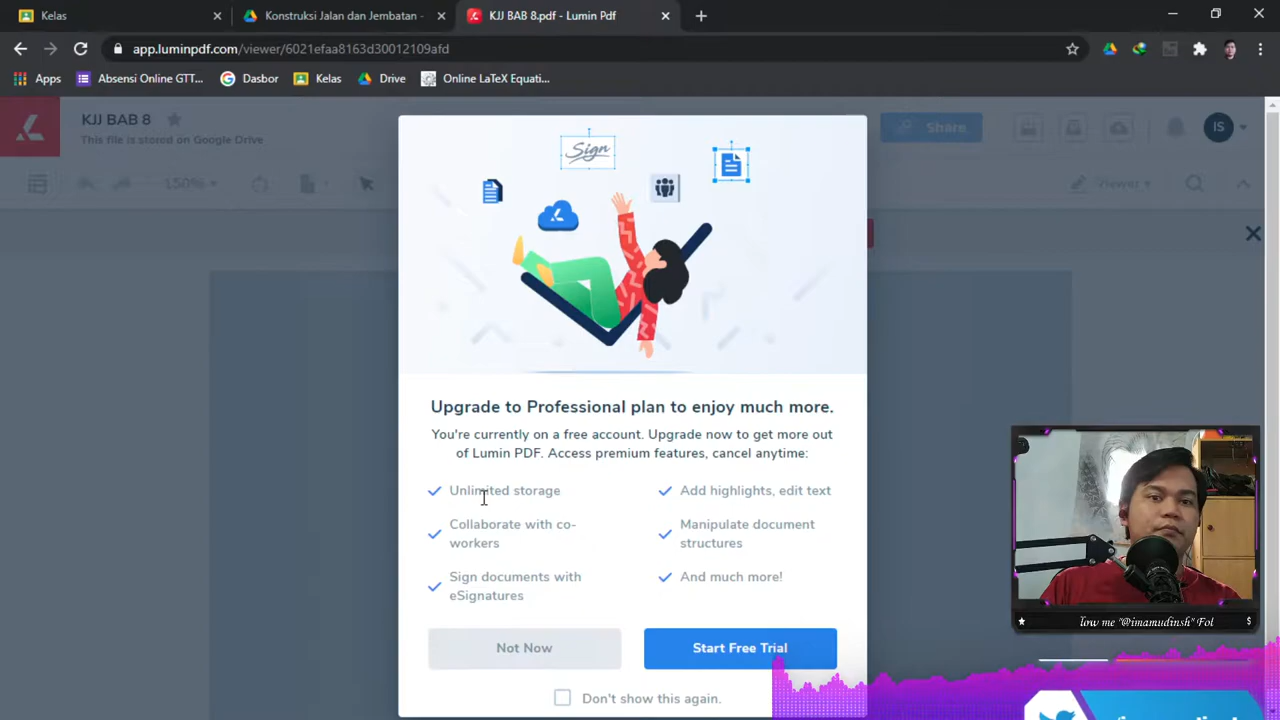 Kelas
Konstruksi Jalan dan Jembatan -
KJJ BAB 8.pdf - Lumin PDF
app.luminpdf.com/viewer/6021efaa8163d30012109afd
Apps
Absensi Online GTT...
Dasbor
Kelas
Drive
Online LaTeX Equati...
KJJ BAB 8
This file is stored on Google Drive
Share
IS
150%
Viewer
Sign
Upgrade to Professional plan to enjoy much more.
You're currently on a free account. Upgrade now to get more out
of Lumin PDF. Access premium features, cancel anytime:
Unlimited storage
Add highlights, edit text
Collaborate with co-
workers
Manipulate document
structures
Sign documents with
eSignatures
And much more!
Not Now
Start Free Trial
Don't show this again.
low me "@imamudinsh" Fol